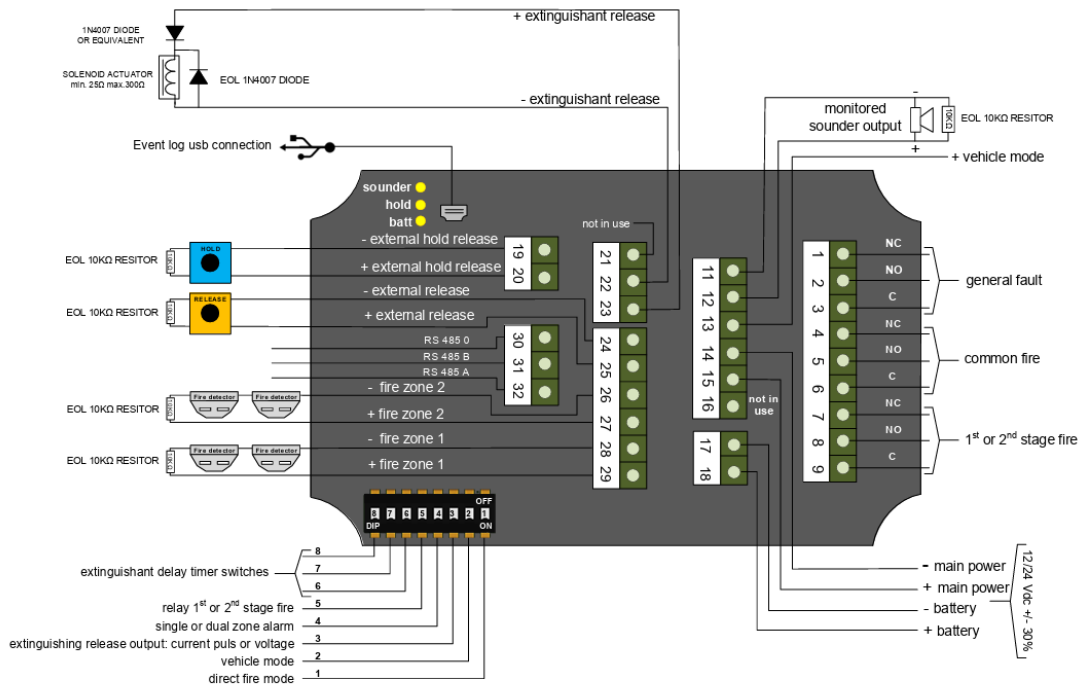 + extinguishant release
1N4007 DIODE
OR EQUIVALENT
SOLENOID ACTUATOR
min. 25Ω max.300Ω
EOL 1N4007 DIODE
- extinguishant release
Event log usb connection
-
monitored
sounder output
+
10KΩ
EOL 10KΩ RESITOR
+ vehicle mode
sounder
hold
batt
EOL 10KΩ RESITOR
10KΩ
HOLD
- external hold release
+ external hold release
19
20
EOL 10KΩ RESITOR
10KΩ
RELEASE
- external release
+ external release
RS 485 0
RS 485 B
RS 485 A
30
31
32
EOL 10KΩ RESITOR
10KΩ
Fire detector
Fire detector
- fire zone 2
+ fire zone 2
EOL 10KΩ RESITOR
10KΩ
Fire detector
Fire detector
- fire zone 1
+ fire zone 1
not in use
21
22
23
24
25
26
27
28
29
11
12
13
14
15
16
not in
use
17
18
1
2
3
4
5
6
7
8
9
NC
NO
C
general fault
NC
NO
C
common fire
NC
NO
C
1st or 2nd stage fire
OFF
8 7 6 5 4 3 2 1
DIP ON
8
extinguishant delay timer switches 7
6
relay 1st or 2nd stage fire 5
single or dual zone alarm 4
extinguishing release output: current puls or voltage 3
vehicle mode 2
direct fire mode 1
- main power
+ main power
- battery
+ battery
12/24 Vdc +/- 30%